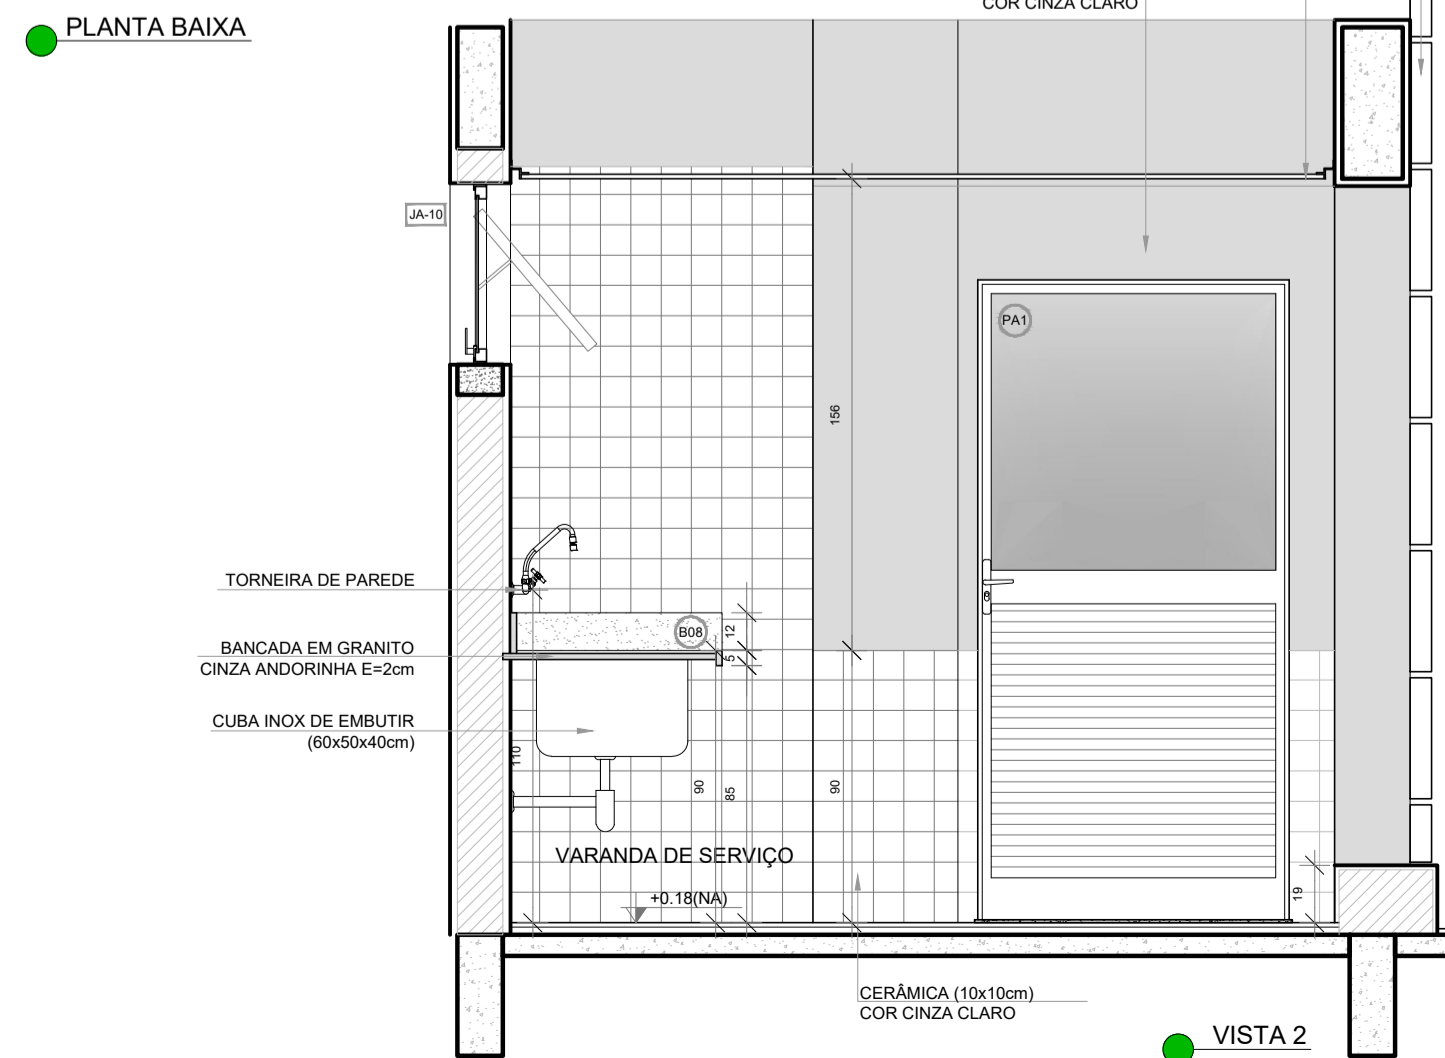 COR CINZA CLARO
PLANTA BAIXA
JA-10
PA1
156
TORNEIRA DE PAREDE
B08
12
5
BANCADA EM GRANITO
CINZA ANDORINHA E=2cm
CUBA INOX DE EMBUTIR
(60x50x40cm)
110
90
85
90
VARANDA DE SERVIÇO
+0.18(NA)
19
CERÂMICA (10x10cm)
COR CINZA CLARO
VISTA 2